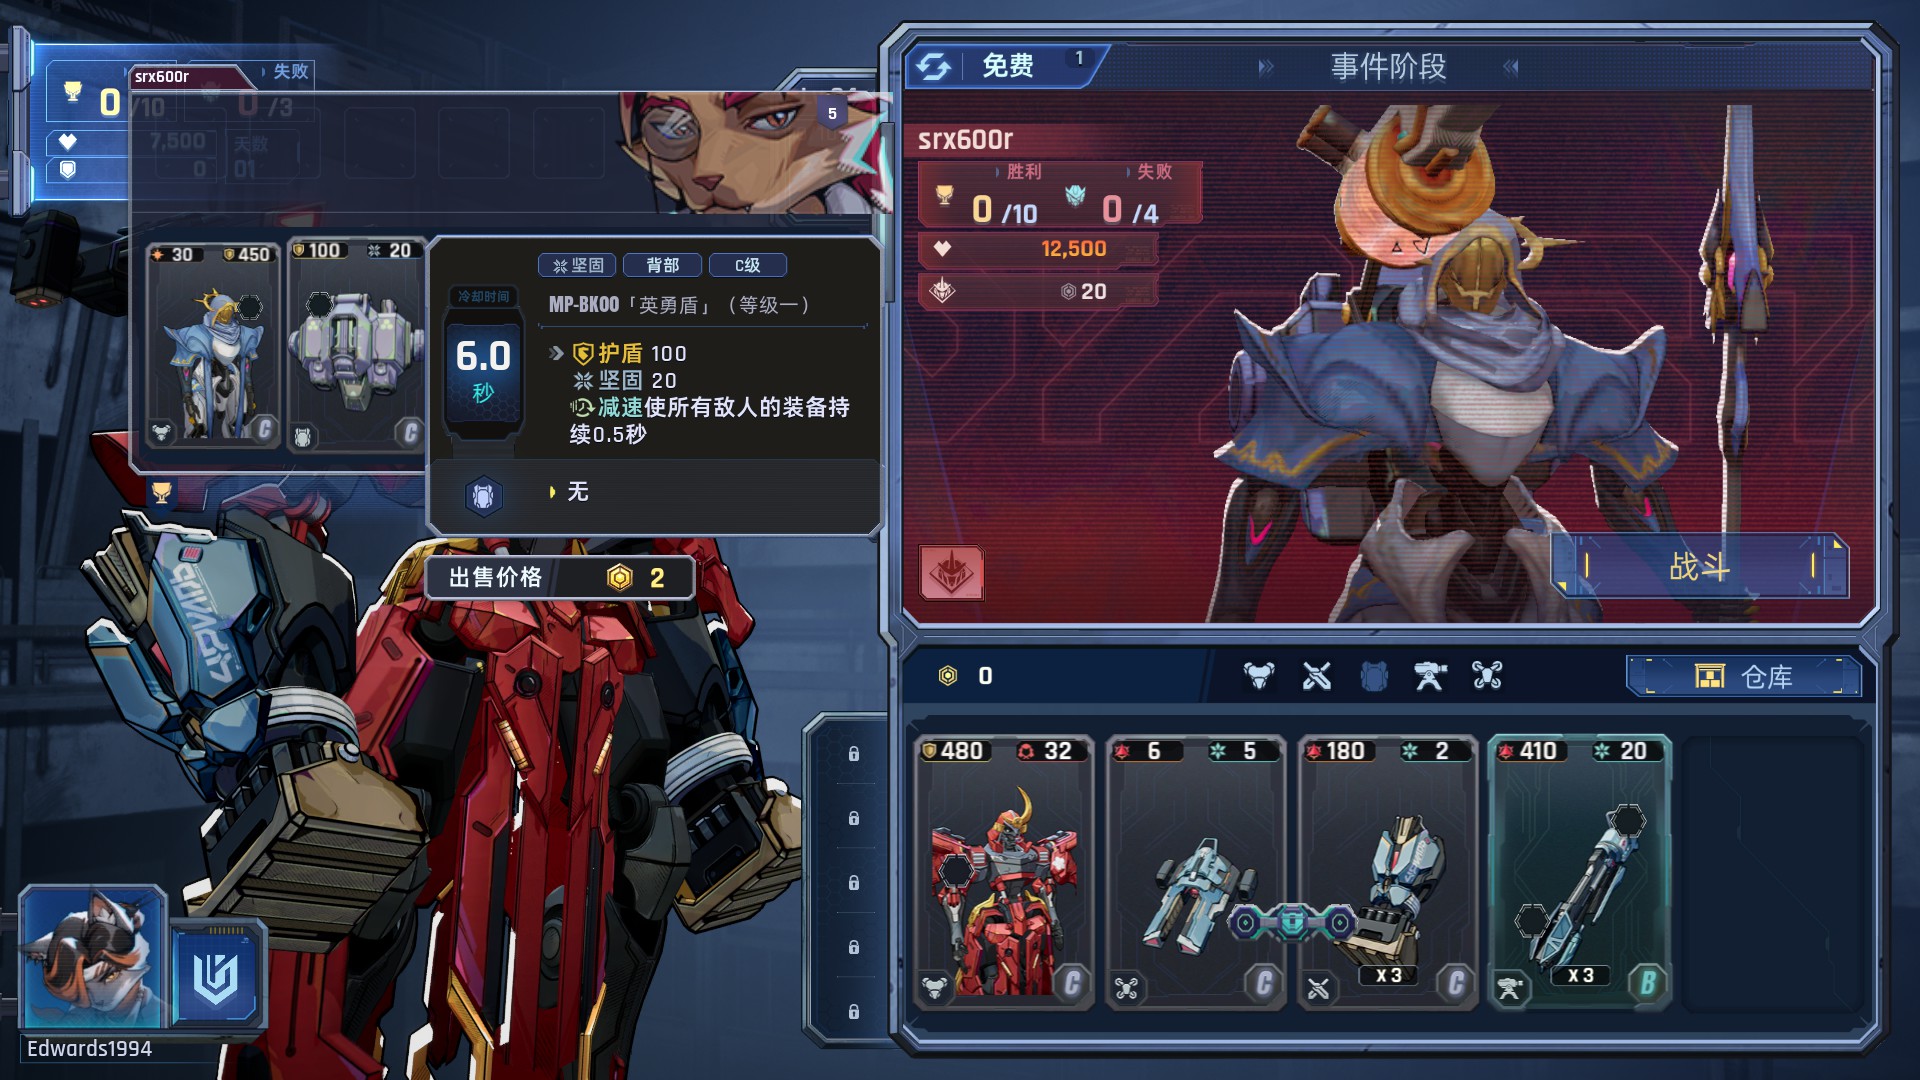 失败
0/10
0/3
7,500
天数
0
01
srx600r
5
30
450
C
100
20
C
坚固
背部
C级
冷却时间
6.0
秒
MP-BK00「英勇盾」（等级一）
护盾 100
坚固 20
减速使所有敌人的装备持
续0.5秒
无
出售价格
2
Edwards1994
免费
1
事件阶段
srx600r
胜利
失败
0/10
0/4
12,500
20
战斗
0
仓库
480
32
C
6
5
C
180
2
x3
C
410
20
x3
B